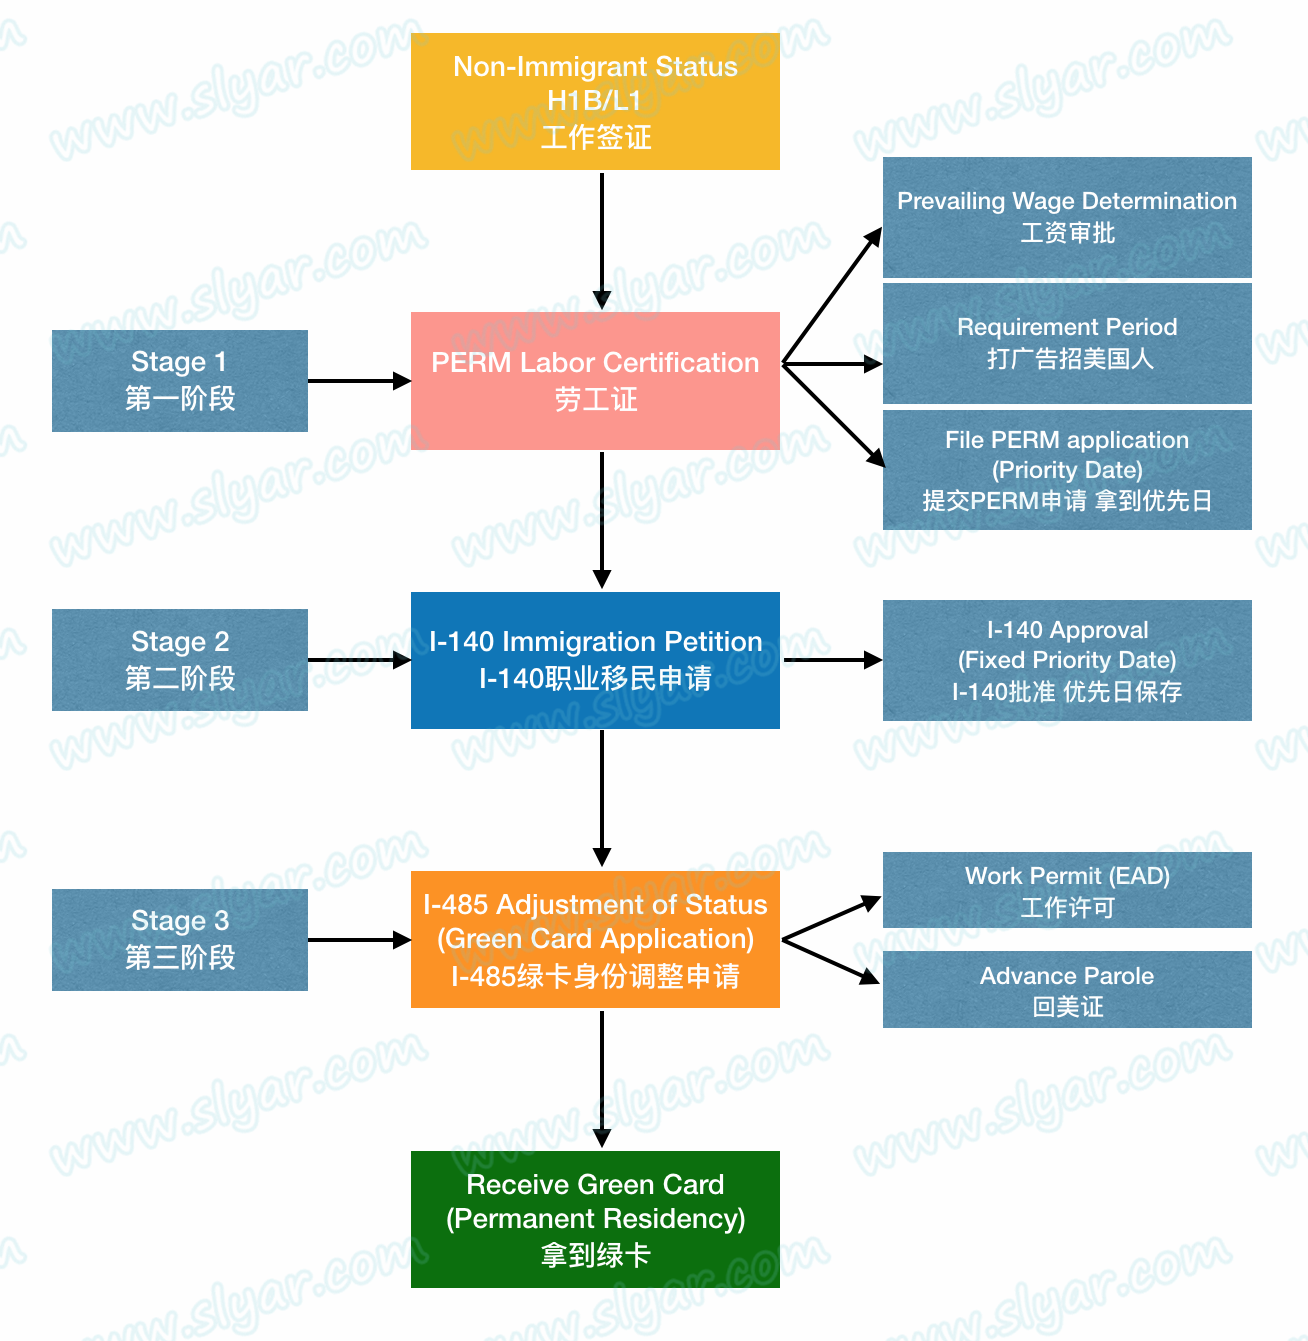 Non-Immigrant Status
H1B/L1
工作签证
Prevailing Wage Determination
工资审批
Requirement Period
打广告招美国人
File PERM application
(Priority Date)
提交PERM申请 拿到优先日
Stage 1
第一阶段
PERM Labor Certification
劳工证
Stage 2
第二阶段
I-140 Immigration Petition
I-140职业移民申请
I-140 Approval
(Fixed Priority Date)
I-140批准 优先日保存
Stage 3
第三阶段
I-485 Adjustment of Status
(Green Card Application)
I-485绿卡身份调整申请
Work Permit (EAD)
工作许可
Advance Parole
回美证
Receive Green Card
(Permanent Residency)
拿到绿卡
www.slyar.com